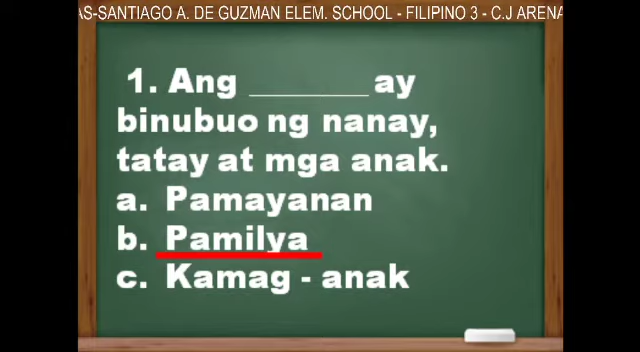 AS-SANTIAGO A. DE GUZMAN ELEM. SCHOOL - FILIPINO 3 - C.J ARENA
1. Ang ________ ay
binubuo ng nanay,
tatay at mga anak.
a. Pamayanan
b. Pamilya
c. Kamag - anak